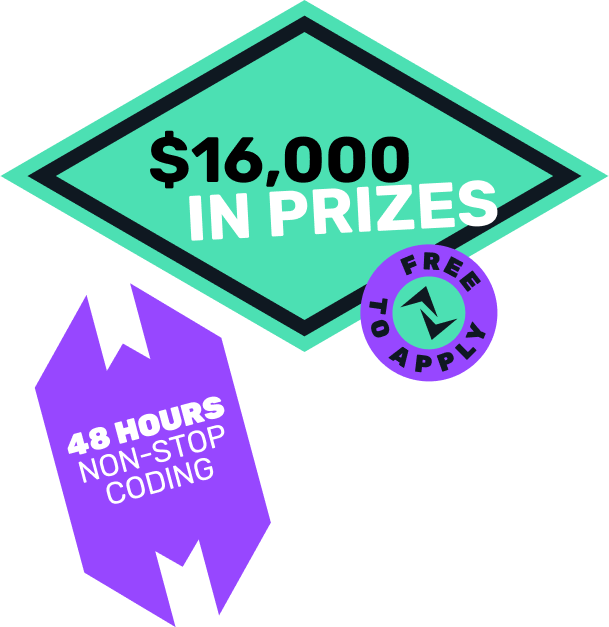 $16,000
IN PRIZES
FREE
TO APPLY
48 HOURS
NON-STOP
CODING